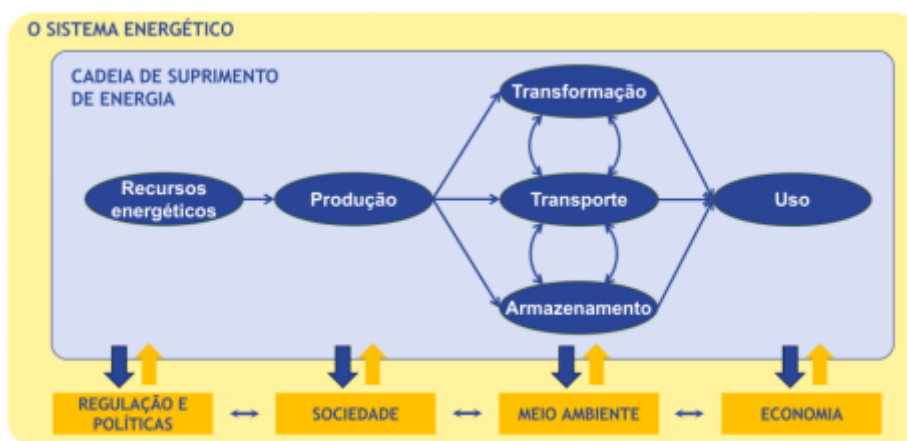 O SISTEMA ENERGÉTICO
CADEIA DE SUPRIMENTO
DE ENERGIA
Transformação
Recursos
energéticos
Produção
Transporte
Uso
Armazenamento
REGULAÇÃO E
POLÍTICAS
SOCIEDADE
MEIO AMBIENTE
ECONOMIA